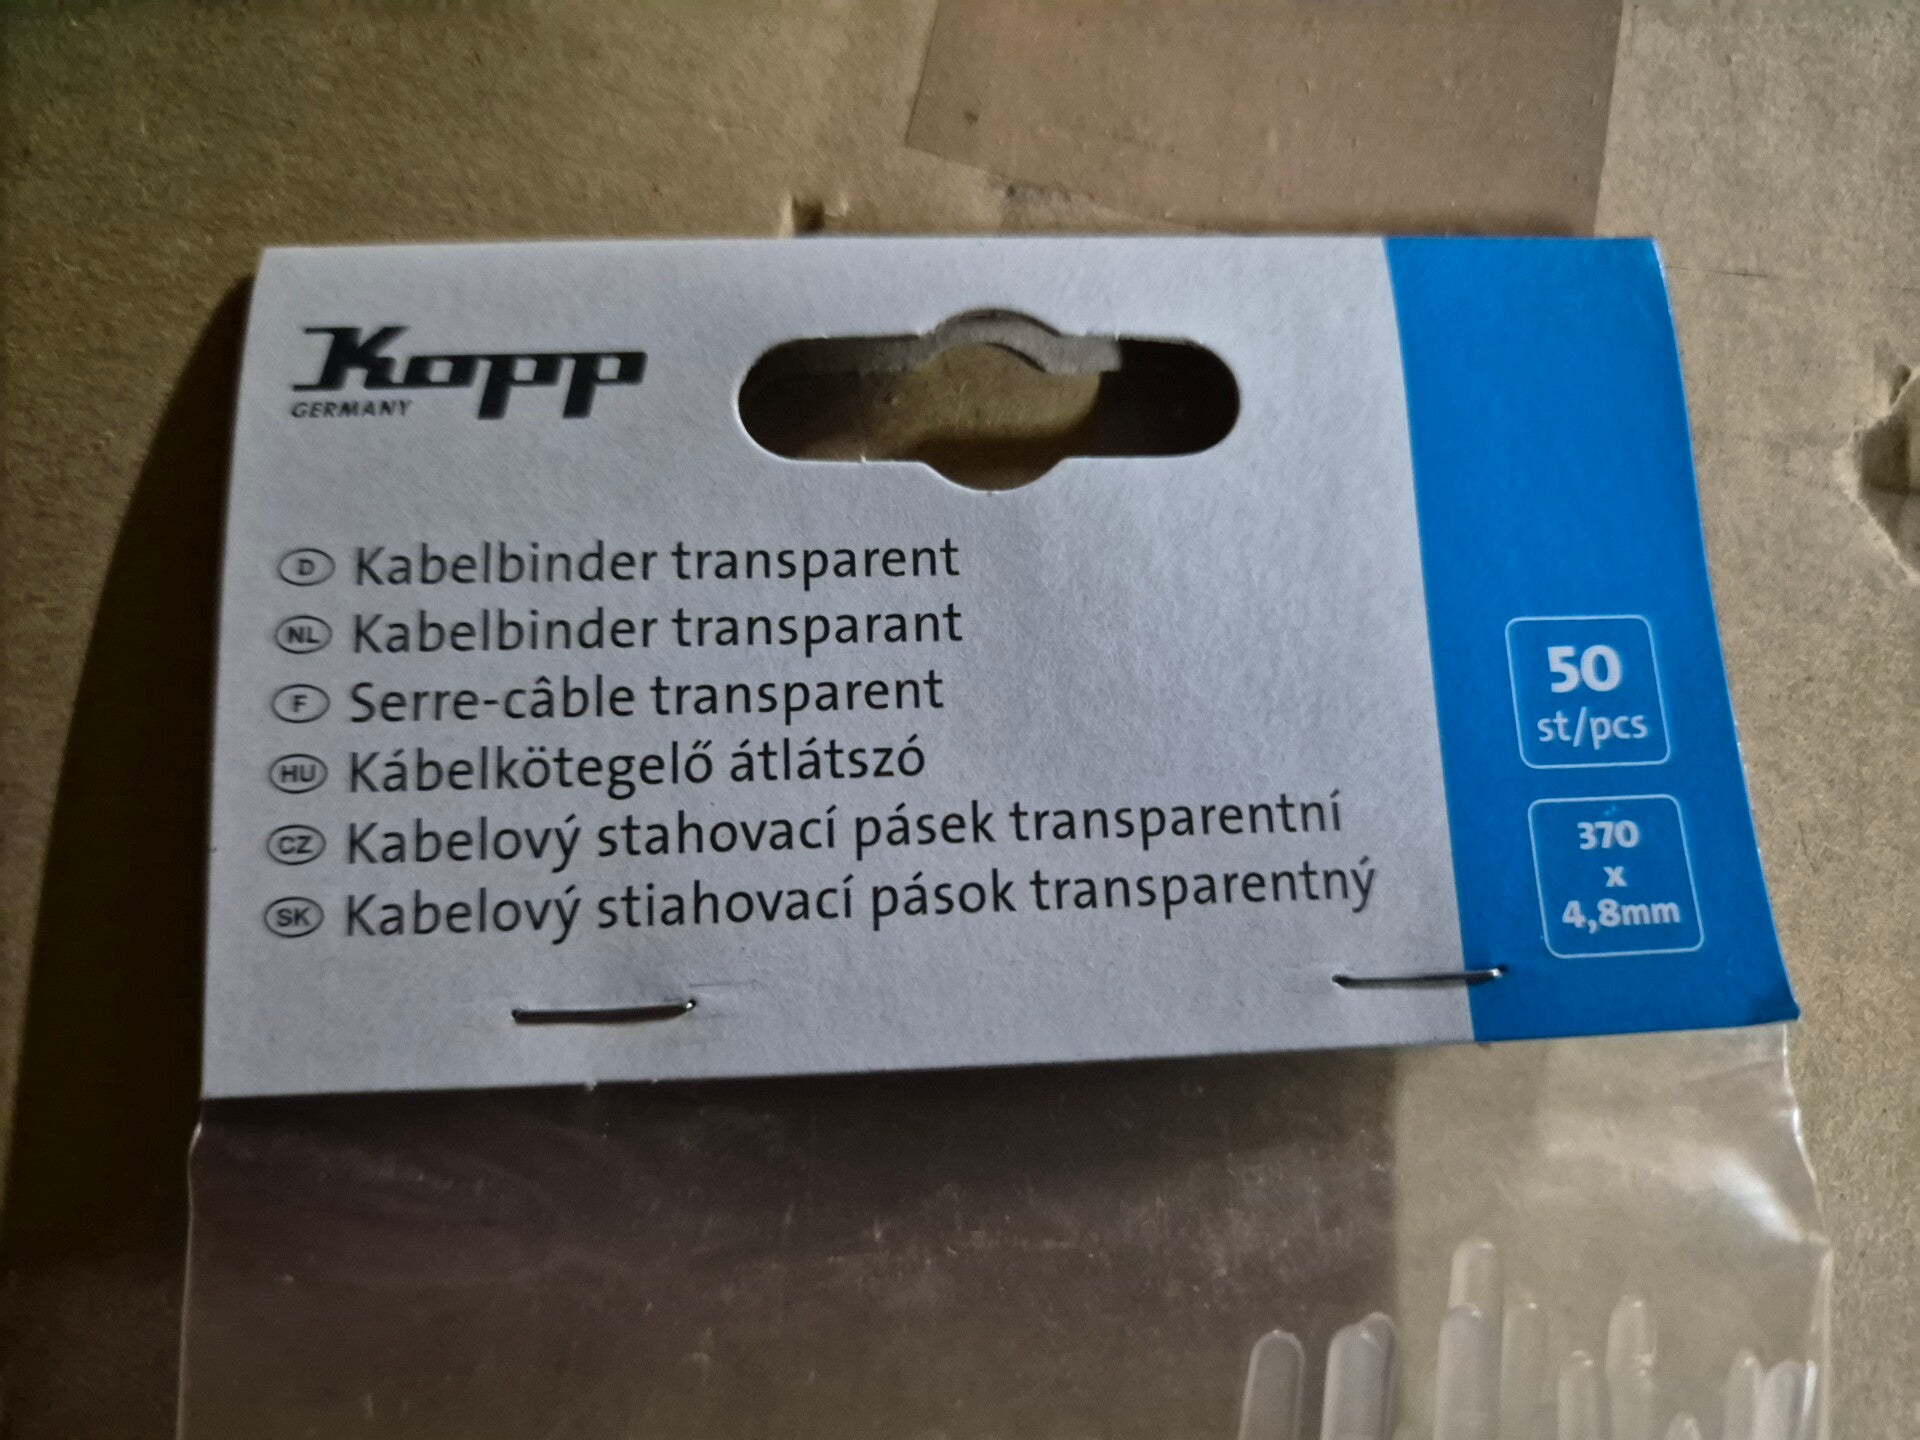 Kopp
GERMANY
D Kabelbinder transparent
NL Kabelbinder transparant
F Serre-câble transparent
HU Kábelkötegelő átlátszó
CZ Kabelový stahovací pásek transparentní
SK Kabelový stiahovací pások transparentný
50
st/pcs
370
x
4,8mm